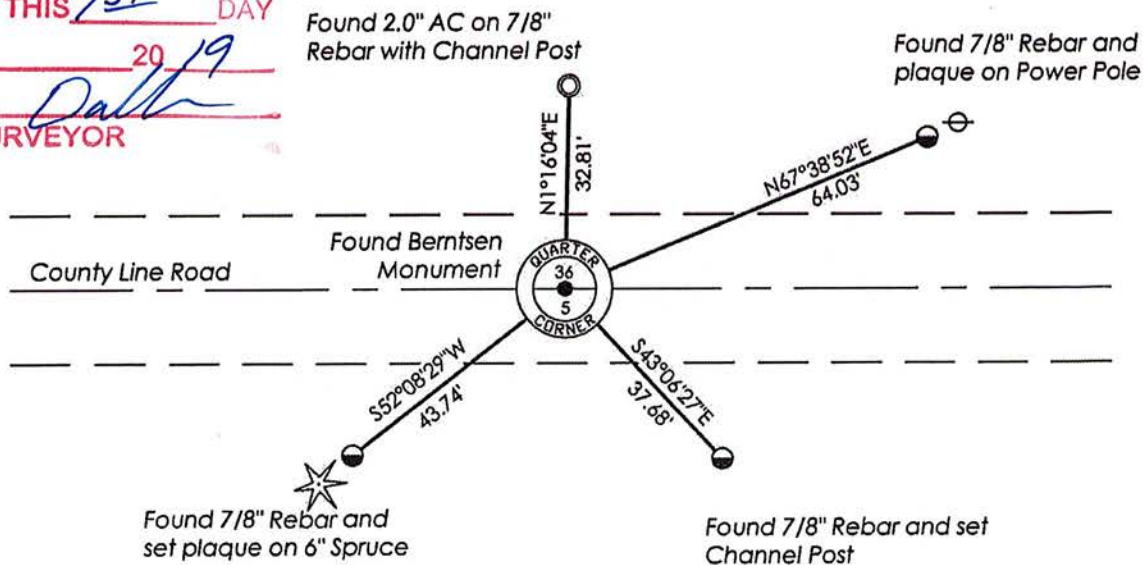 THIS 1st DAY
20 19
URVEYOR
Found 2.0" AC on 7/8"
Rebar with Channel Post
Found 7/8" Rebar and
plaque on Power Pole
N1°16'04"E
32.81'
N67°38'52"E
64.03'
Found Berntsen
Monument
County Line Road
QUARTER
36
5
CORNER
S52°08'29"W
43.74'
S43°06'27"E
37.68'
Found 7/8" Rebar and
set plaque on 6" Spruce
Found 7/8" Rebar and set
Channel Post